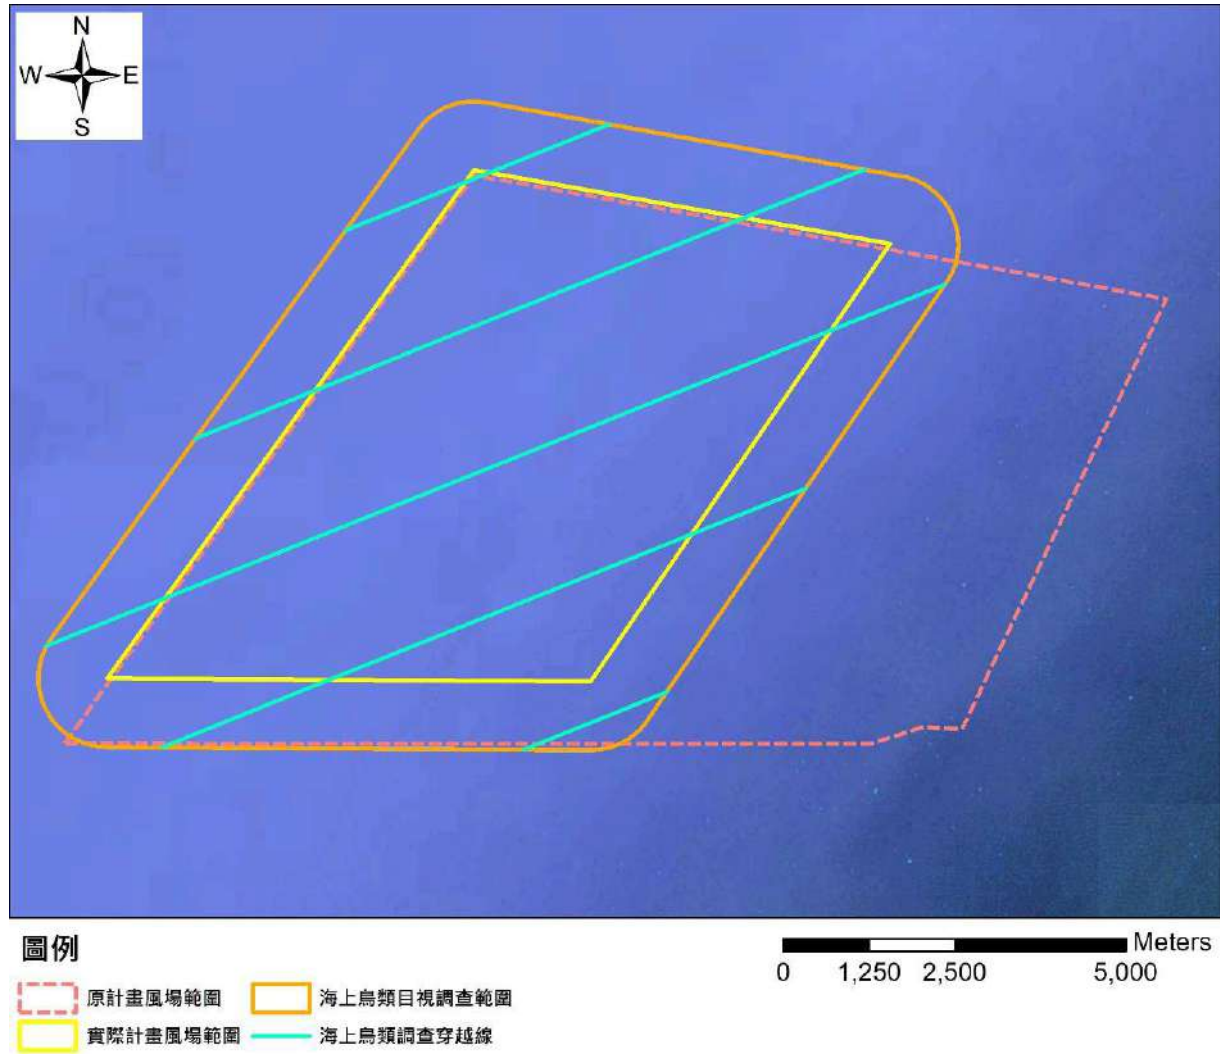 N
W E
S
圖例
原計畫風場範圍
海上鳥類目視調查範圍
實際計畫風場範圍
海上鳥類調查穿越線
Meters
0 1,250 2,500 5,000